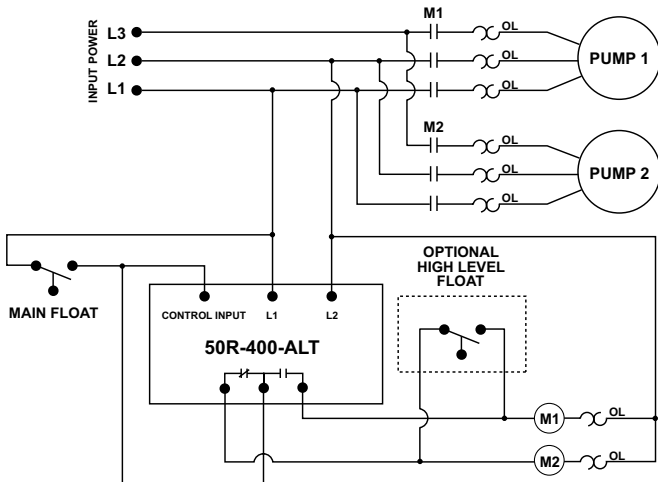 INPUT POWER
L3
L2
L1
M1
OL
OL
OL
PUMP 1
M2
OL
OL
OL
PUMP 2
MAIN FLOAT
OPTIONAL
HIGH LEVEL
FLOAT
CONTROL INPUT
L1
L2
50R-400-ALT
M1
OL
M2
OL